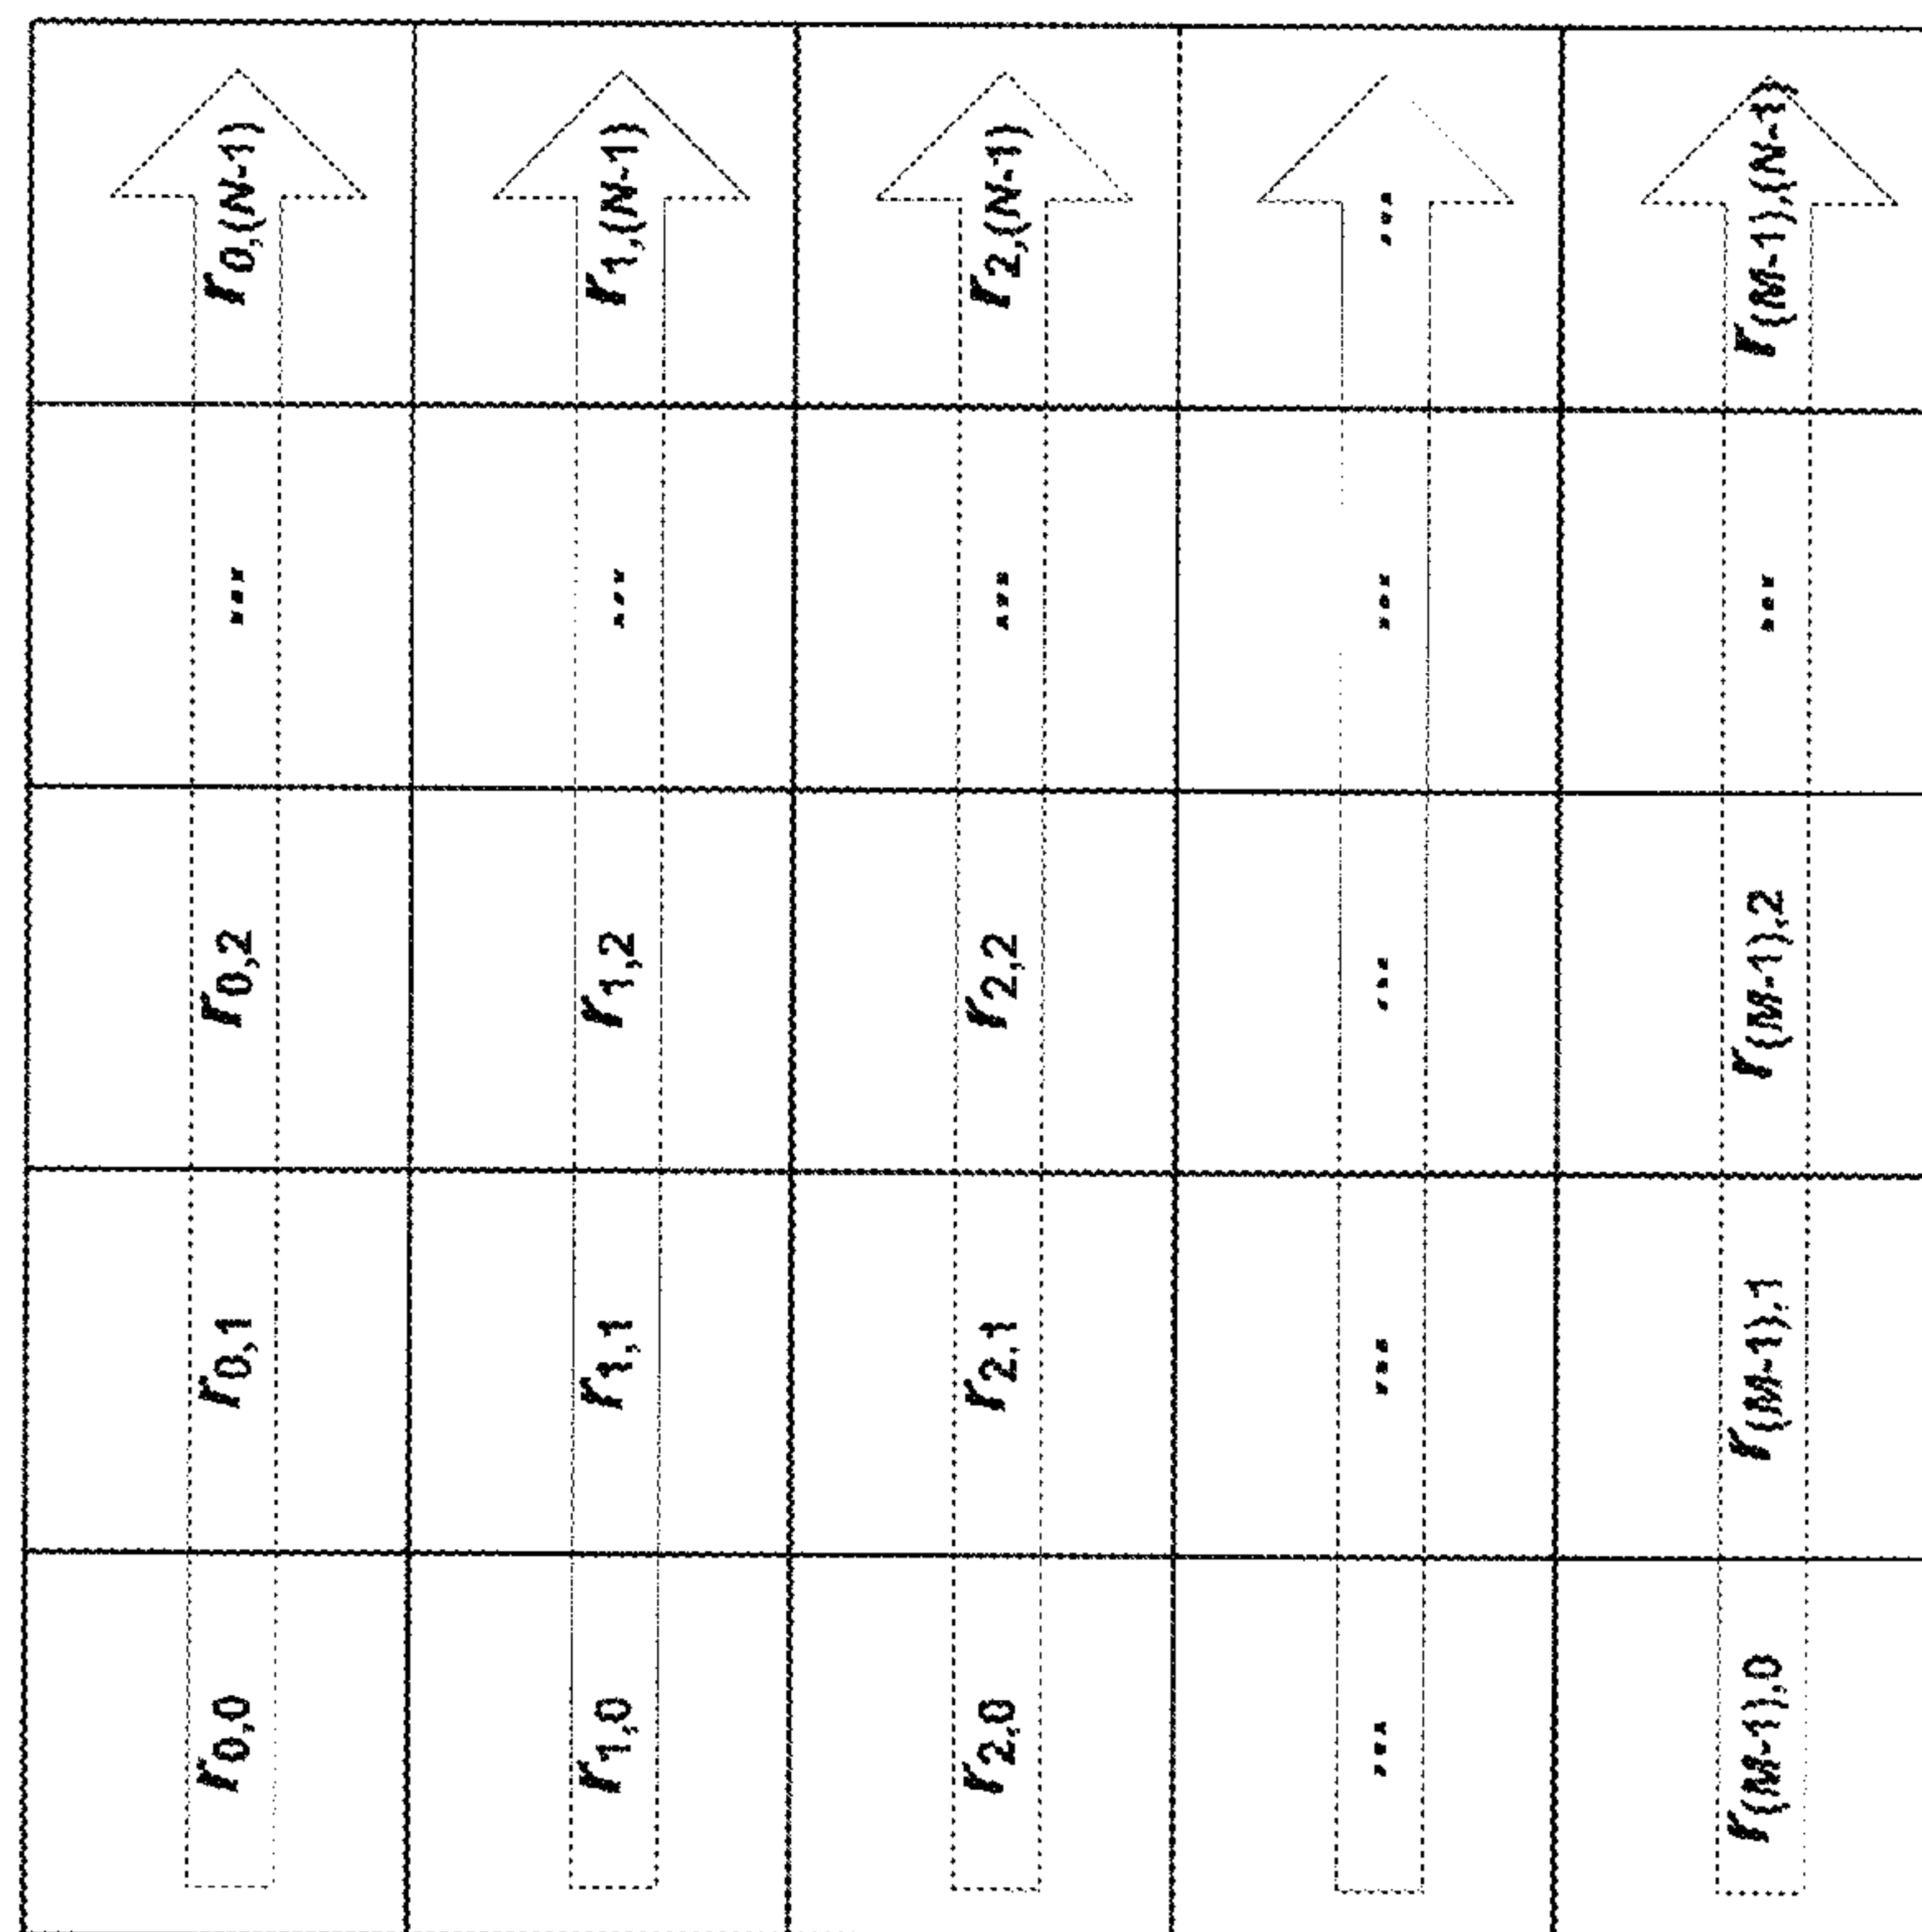 r0,0 r0,1 r0,2 ... r0,(N-1)
r1,0 r1,1 r1,2 ... r1,(N-1)
r2,0 r2,1 r2,2 ... r2,(N-1)
... ... ... ... ...
r(M-1),0 r(M-1),1 r(M-1),2 ... r(M-1),(N-1)